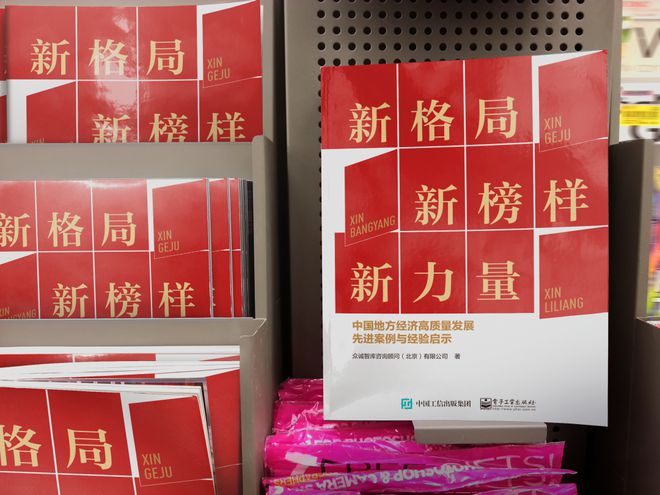 新格局
XIN
GEJU
新榜样
新格局
XIN
GEJU
新榜样
格局
XIN
GEJU
新格局
XIN
GEJU
新榜样
XIN
BANGYANG
新力量
XIN
LILIANG
中国地方经济高质量发展
先进案例与经验启示
众诚智库咨询顾问（北京）有限公司 著
中国工信出版集团
电子工业出版社